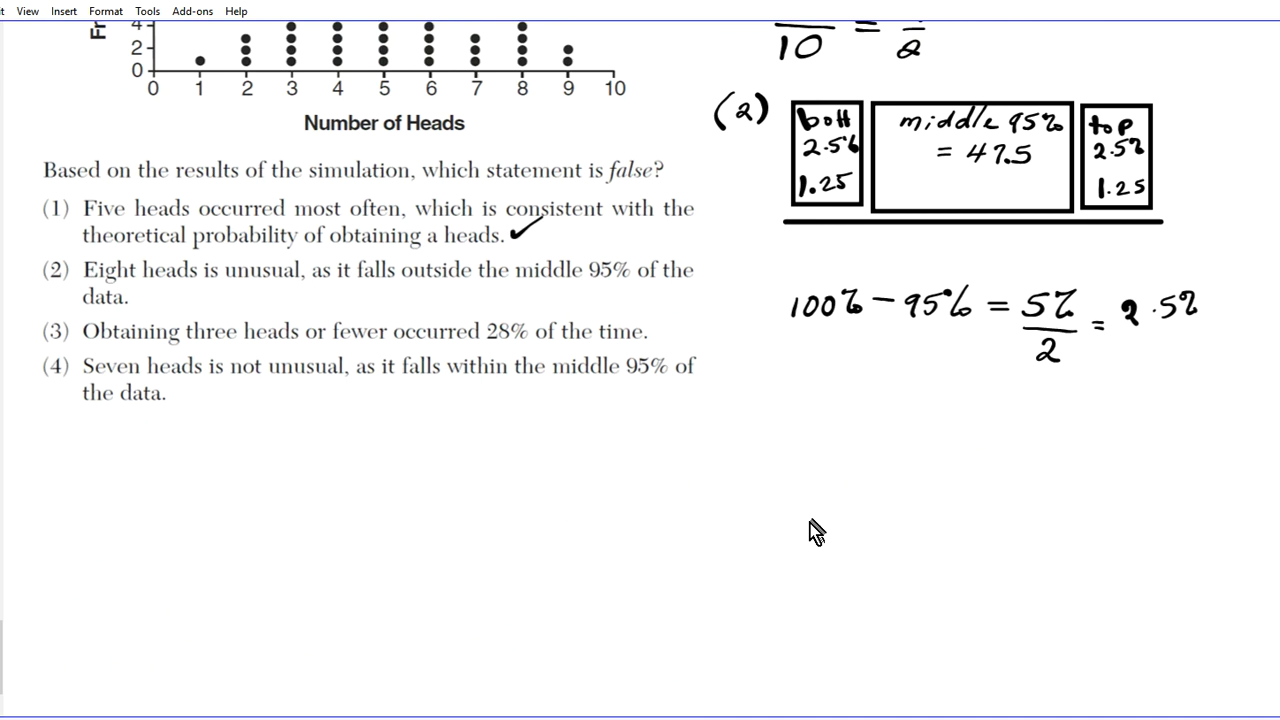 it View Insert Format Tools Add-ons Help
Fr
4
2
0
0 1 2 3 4 5 6 7 8 9 10
Number of Heads
Based on the results of the simulation, which statement is false?
(1) Five heads occurred most often, which is consistent with the
theoretical probability of obtaining a heads.
(2) Eight heads is unusual, as it falls outside the middle 95% of the
data.
(3) Obtaining three heads or fewer occurred 28% of the time.
(4) Seven heads is not unusual, as it falls within the middle 95% of
the data.
10 = 2
(2)
bott
2.5%
1.25
middle 95%
= 47.5
top
2.5%
1.25
100% - 95% = 5% / 2 = 2.5%